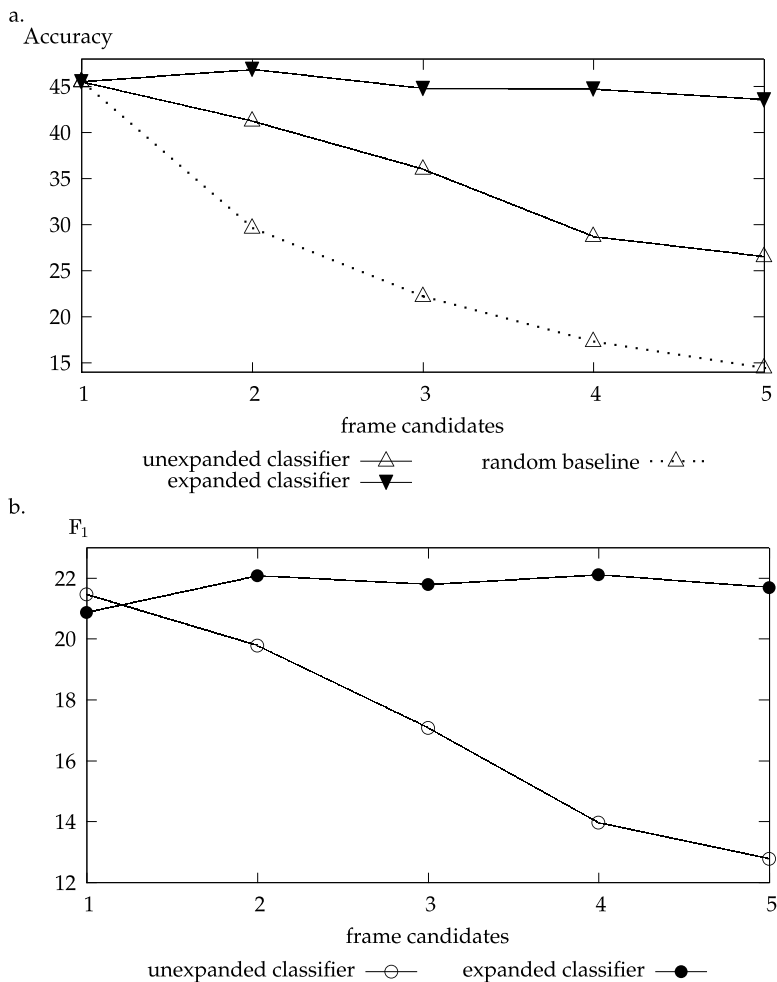 a.
Accuracy
45
40
35
30
25
20
15
1 2 3 4 5
frame candidates
unexpanded classifier random baseline
expanded classifier
b.
F1
22
20
18
16
14
12
1 2 3 4 5
frame candidates
unexpanded classifier expanded classifier